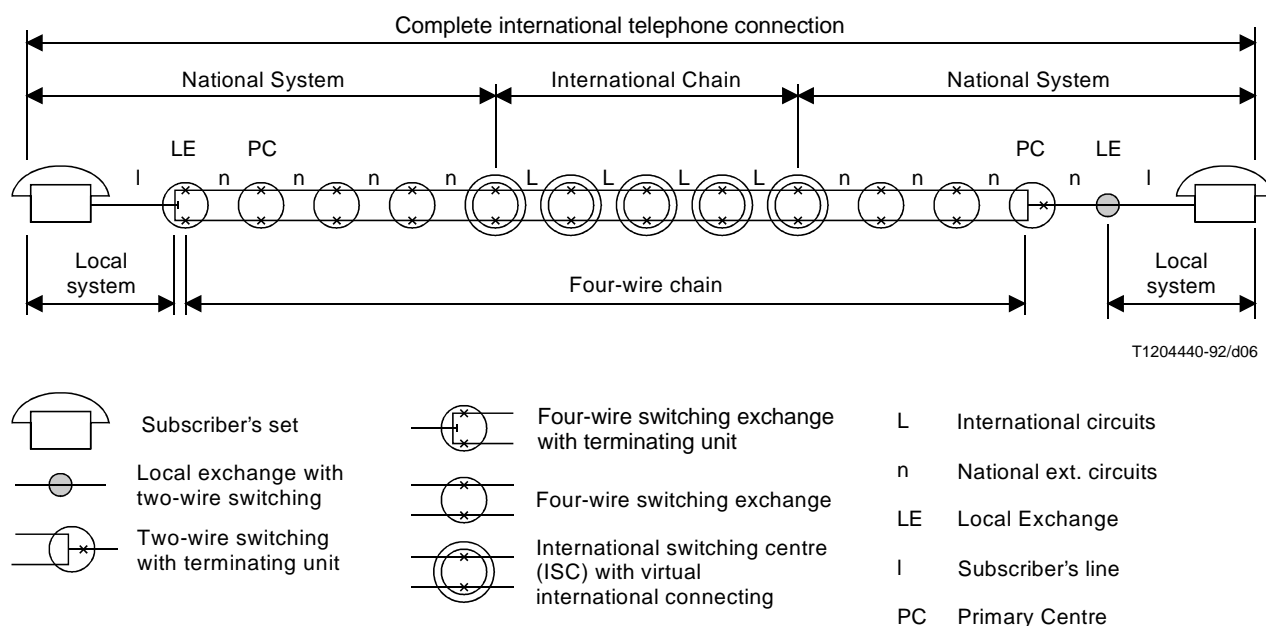 Complete international telephone connection
National System International Chain National System
LE PC PC LE
l n n n n L L L L n n n n l
Local
system
Four-wire chain
Local
system
T1204440-92/d06
Subscriber's set
Local exchange with
two-wire switching
Two-wire switching
with terminating unit
Four-wire switching exchange
with terminating unit
Four-wire switching exchange
International switching centre
(ISC) with virtual
international connecting
L International circuits
n National ext. circuits
LE Local Exchange
l Subscriber's line
PC Primary Centre